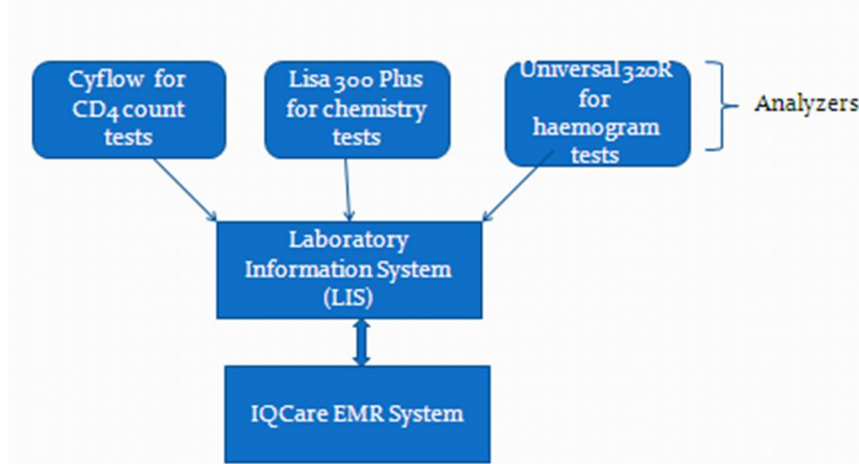 Cyflow for
CD4 count
tests
Lisa 300 Plus
for chemistry
tests
Universal 320R
for
haemogram
tests
Analyzers
Laboratory
Information System
(LIS)
IQCare EMR System